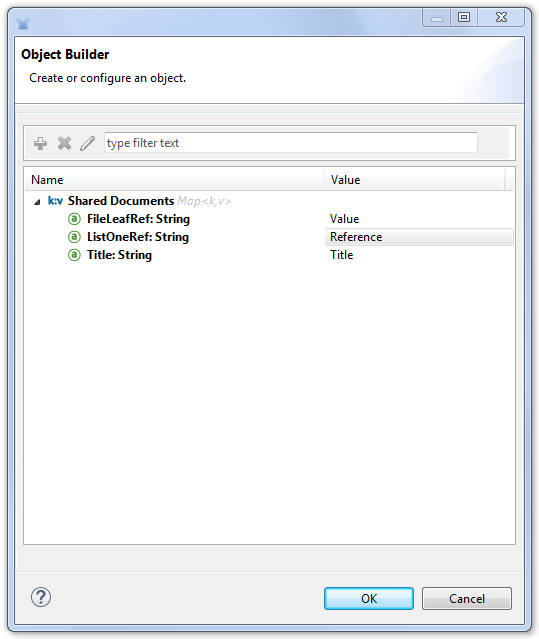 Object Builder
Create or configure an object.
type filter text
Name Value
k:v Shared Documents Map<k,v>
a FileLeafRef: String Value
a ListOneRef: String Reference
a Title: String Title
? OK Cancel